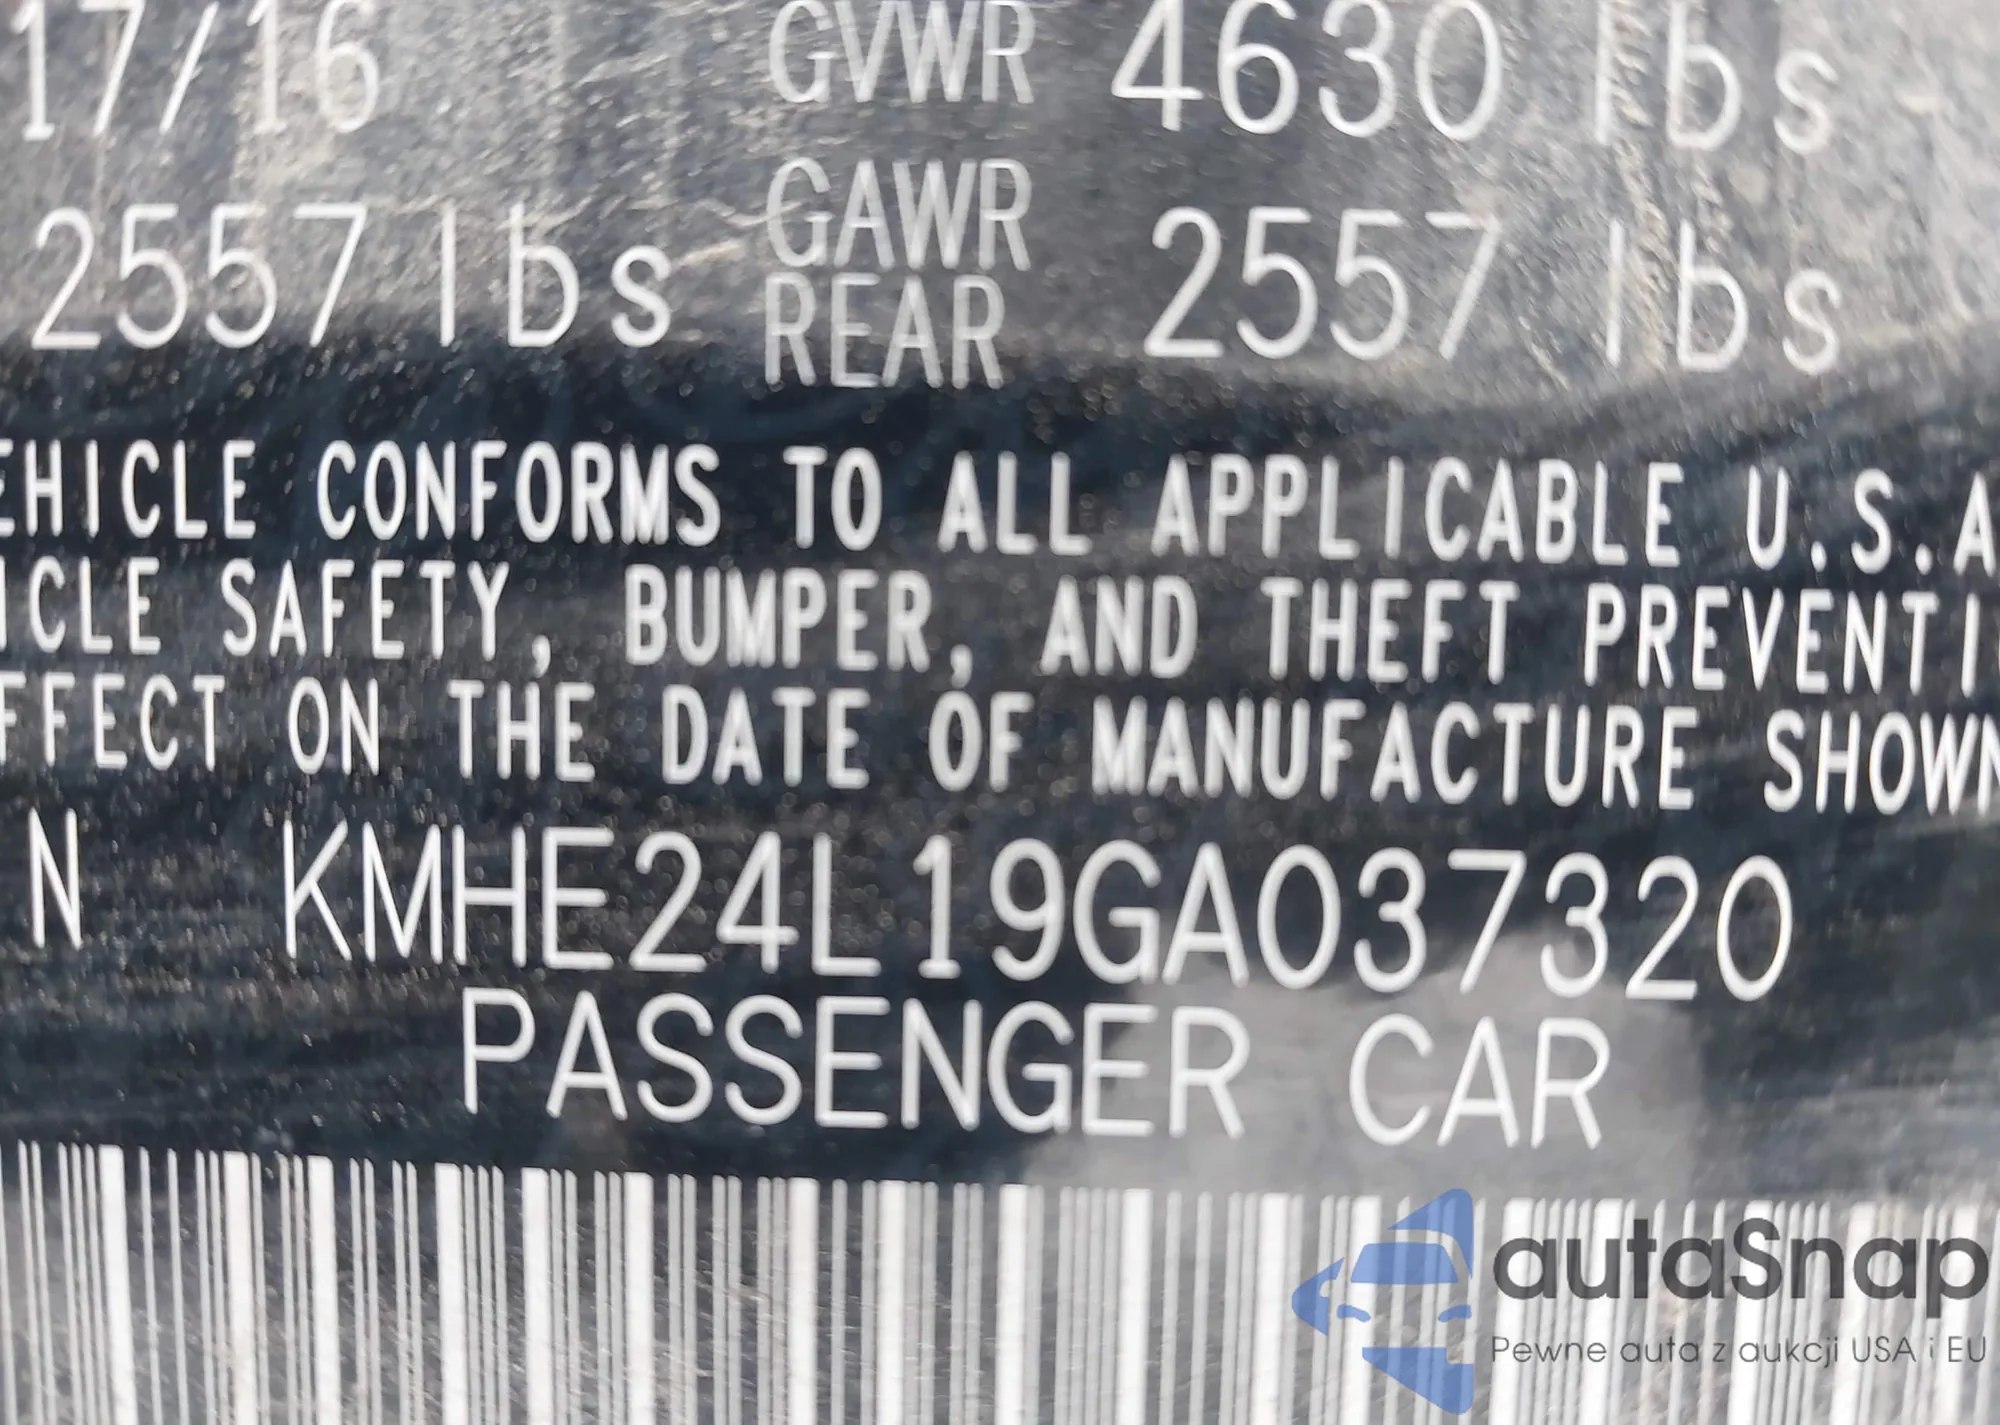 17/16 GVWR 4630 lbs
2557 lbs GAWR REAR 2557 lbs
EHICLE CONFORMS TO ALL APPLICABLE U.S.A
ICLE SAFETY, BUMPER, AND THEFT PREVENTI
FFECT ON THE DATE OF MANUFACTURE SHOWN
N KMHE24L19GA037320
PASSENGER CAR
autaSnap
Pewne auta z aukcji USA i EU